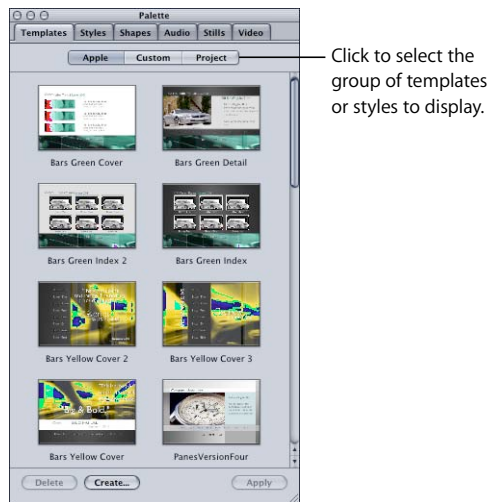 Palette
Templates Styles Shapes Audio Stills Video
Apple Custom Project
Click to select the
group of templates
or styles to display.
Bars Green Cover Bars Green Detail
Bars Green Index 2 Bars Green Index
Bars Yellow Cover 2 Bars Yellow Cover 3
Bars Yellow Cover PanesVersionFour
Delete Create... Apply